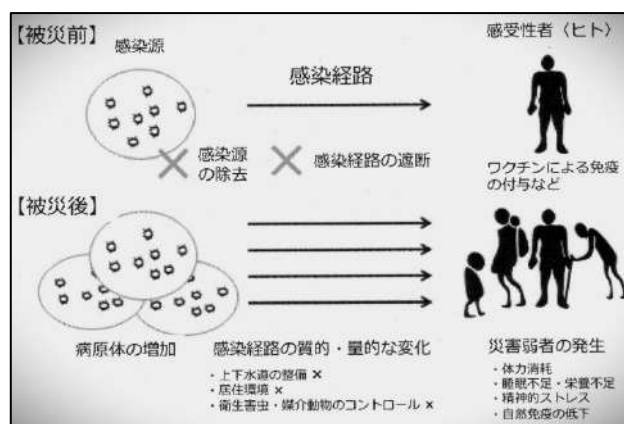 【被災前】
感染源
感染経路
感受性者〈ヒト〉
感染源
の除去
感染経路の遮断
ワクチンによる免疫
の付与など
【被災後】
病原体の増加
感染経路の質的・量的な変化
・上下水道の整備 ×
・居住環境 ×
・衛生害虫・媒介動物のコントロール ×
災害弱者の発生
・体力消耗
・睡眠不足・栄養不足
・精神的ストレス
・自然免疫の低下